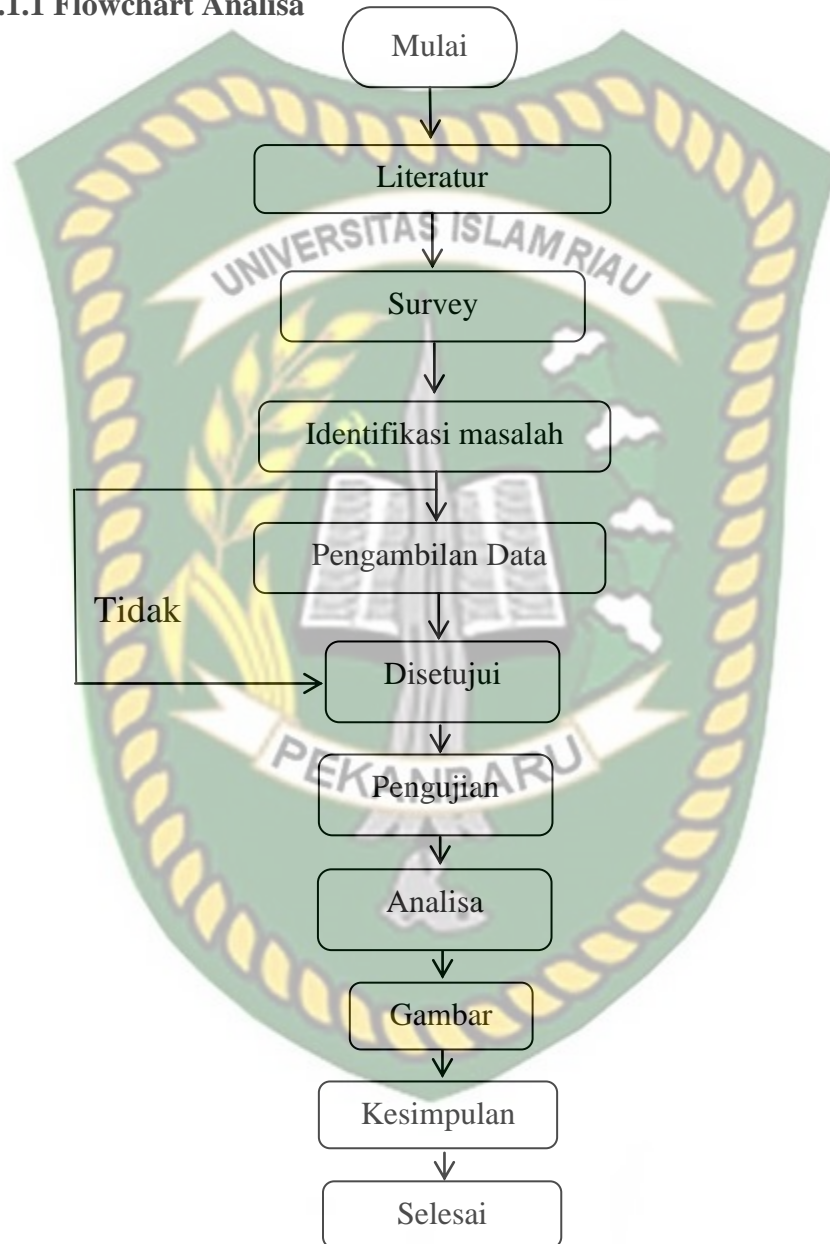 .1.1 Flowchart Analisa
Mulai
Literatur
UNIVERSITAS ISLAM RIAU
Survey
Identifikasi masalah
Pengambilan Data
Tidak
Disetujui
PEKANBARU
Pengujian
Analisa
Gambar
Kesimpulan
Selesai